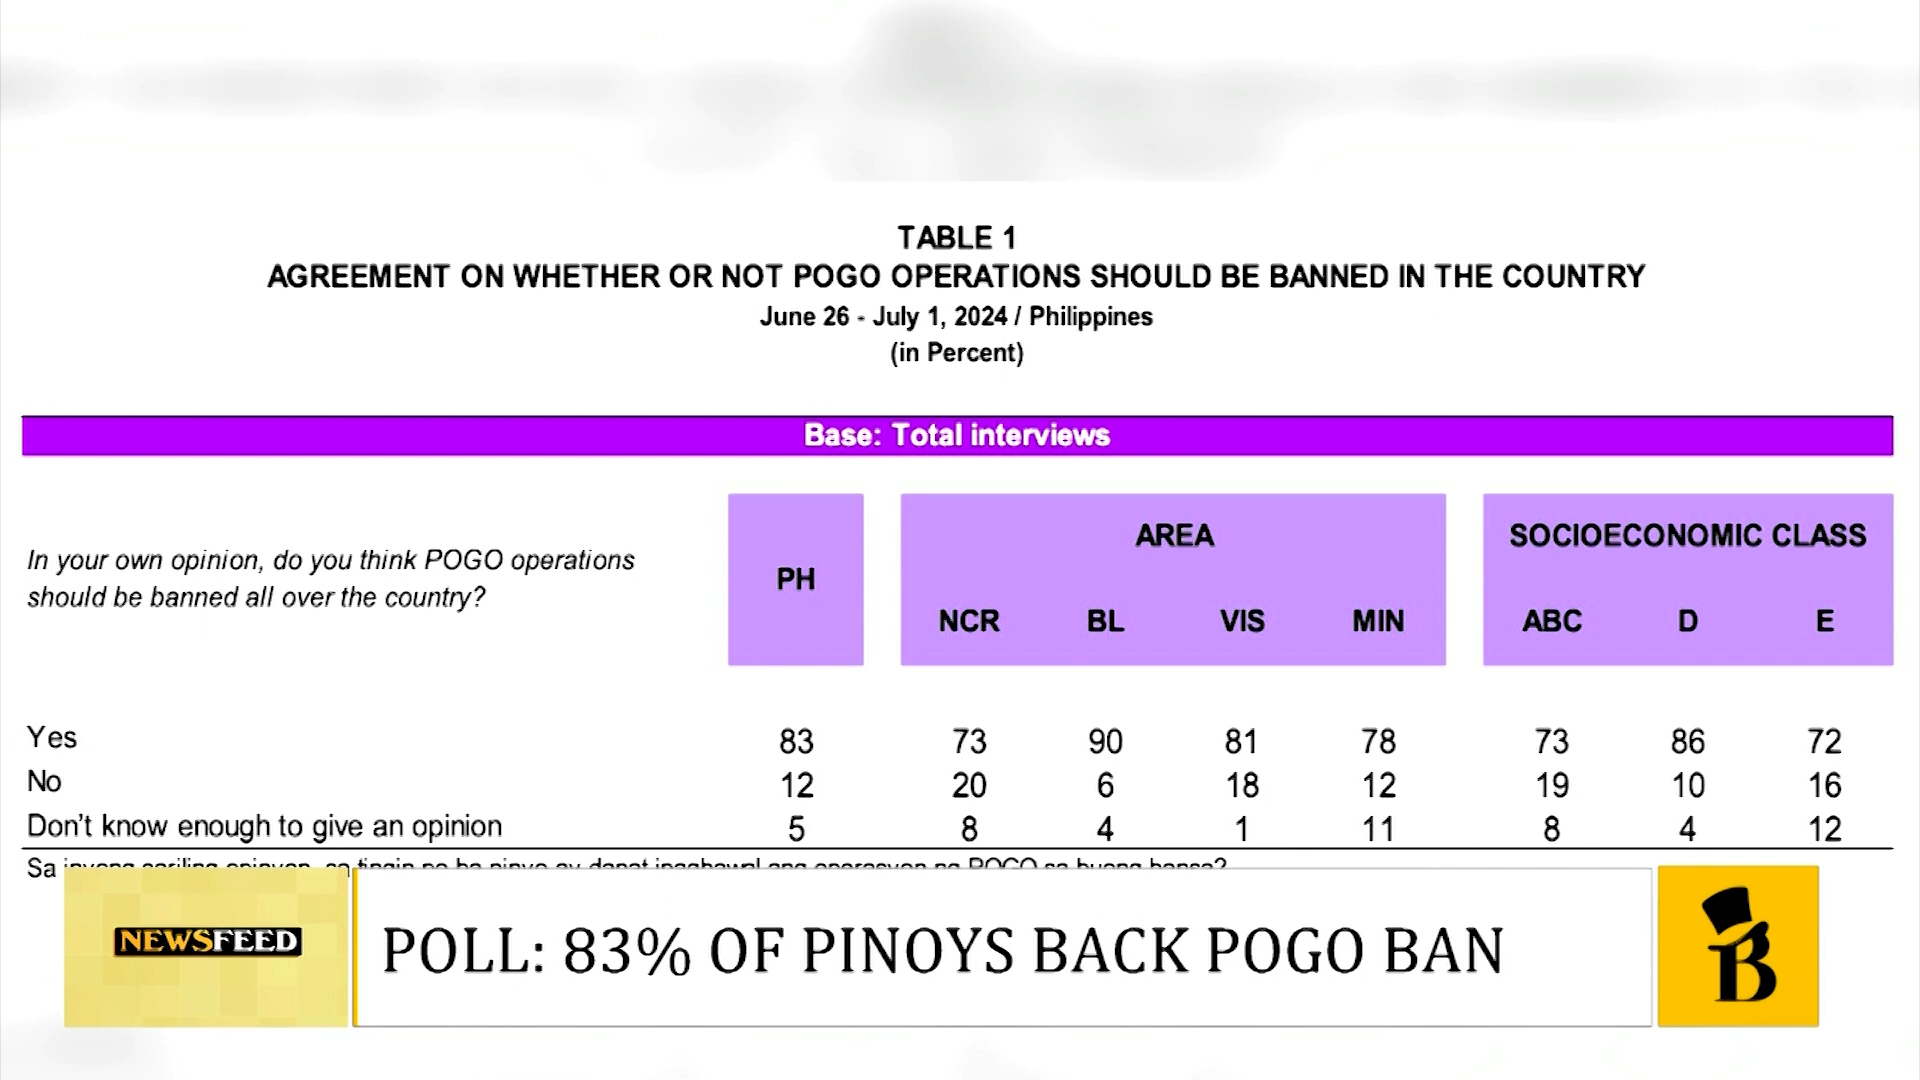 TABLE 1
AGREEMENT ON WHETHER OR NOT POGO OPERATIONS SHOULD BE BANNED IN THE COUNTRY
June 26 - July 1, 2024 / Philippines
(in Percent)
Base: Total interviews
In your own opinion, do you think POGO operations
should be banned all over the country?
PH
AREA
NCR BL VIS MIN
SOCIOECONOMIC CLASS
ABC D E
Yes 83 73 90 81 78 73 86 72
No 12 20 6 18 12 19 10 16
Don't know enough to give an opinion 5 8 4 1 11 8 4 12
Sa
NEWSFEED
POLL: 83% OF PINOYS BACK POGO BAN
B